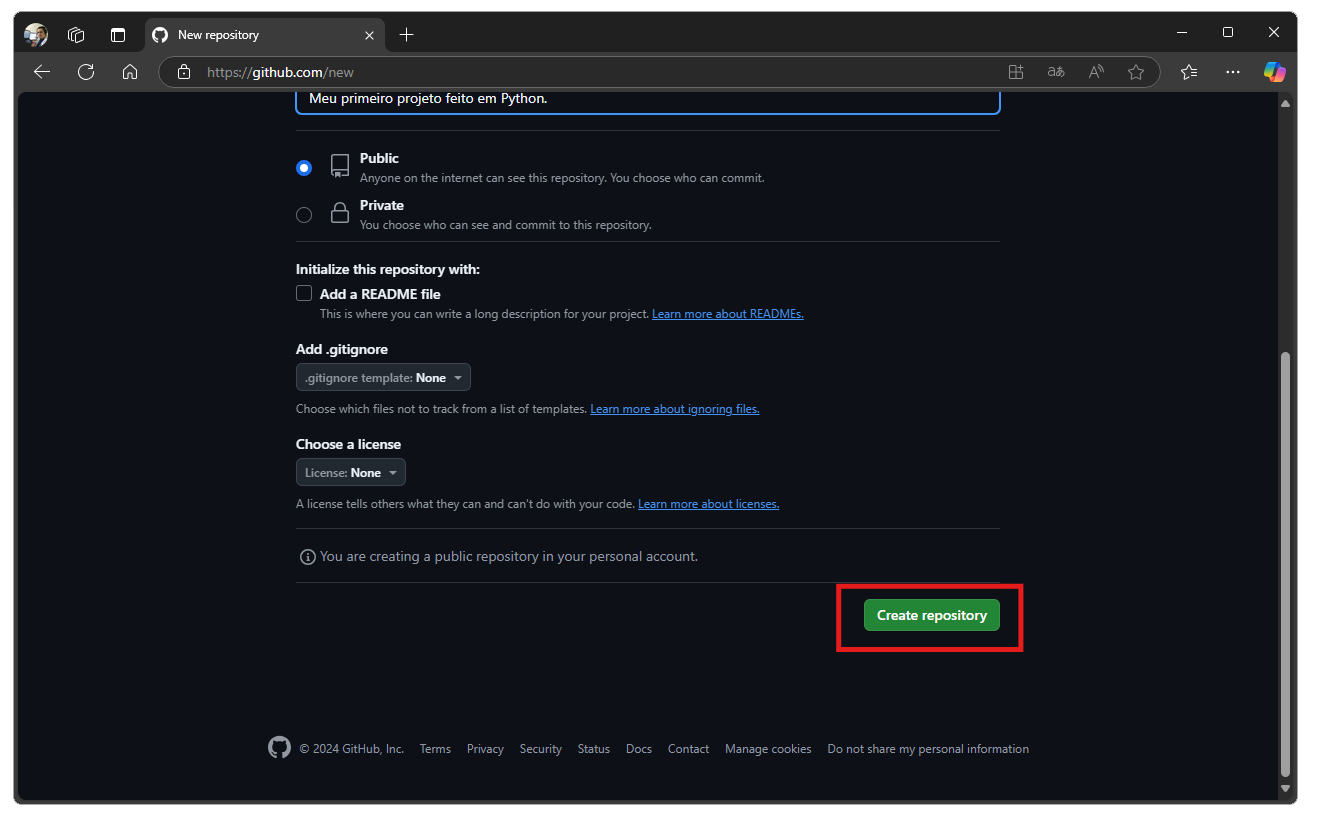 New repository
https://github.com/new
Meu primeiro projeto feito em Python.
Public
Anyone on the internet can see this repository. You choose who can commit.
Private
You choose who can see and commit to this repository.
Initialize this repository with:
Add a README file
This is where you can write a long description for your project. Learn more about READMEs.
Add .gitignore
.gitignore template: None
Choose which files not to track from a list of templates. Learn more about ignoring files.
Choose a license
License: None
A license tells others what they can and can't do with your code. Learn more about licenses.
You are creating a public repository in your personal account.
Create repository
© 2024 GitHub, Inc. Terms Privacy Security Status Docs Contact Manage cookies Do not share my personal information